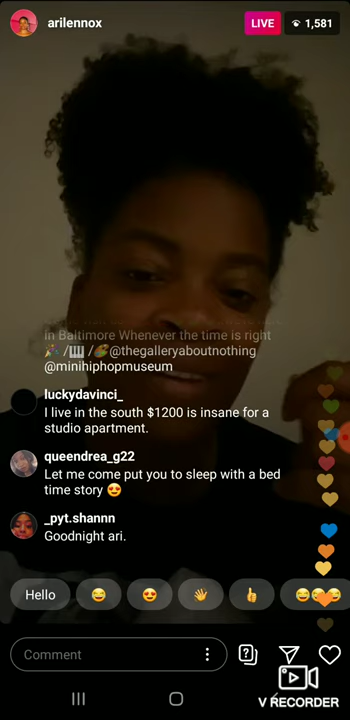 arilennox
LIVE
1,581
in Baltimore Whenever the time is right
🎉 /🎹 /🎨@thegalleryaboutnothing
@minihiphopmuseum
luckydavinci_
I live in the south $1200 is insane for a
studio apartment.
queendrea_g22
Let me come put you to sleep with a bed
time story 😍
_pyt.shannn
Goodnight ari.
Hello 😂 😍 👋 👍 😂😂😂
Comment
V RECORDER